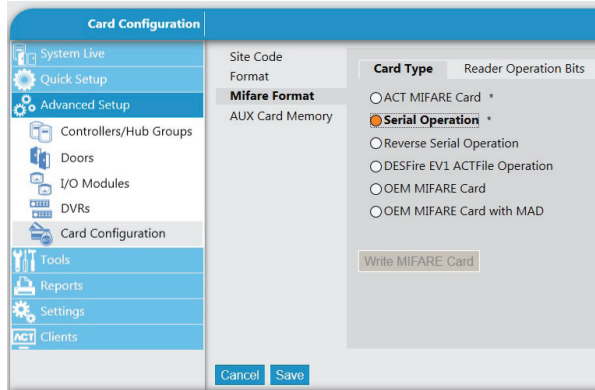 Card Configuration
System Live
Quick Setup
Advanced Setup
Controllers/Hub Groups
Doors
I/O Modules
DVRs
Card Configuration
Tools
Reports
Settings
ACT Clients
Site Code
Format
Mifare Format
AUX Card Memory
Card Type Reader Operation Bits
ACT MIFARE Card *
Serial Operation *
Reverse Serial Operation
DESFire EV1 ACTFile Operation
OEM MIFARE Card
OEM MIFARE Card with MAD
Write MIFARE Card
Cancel Save